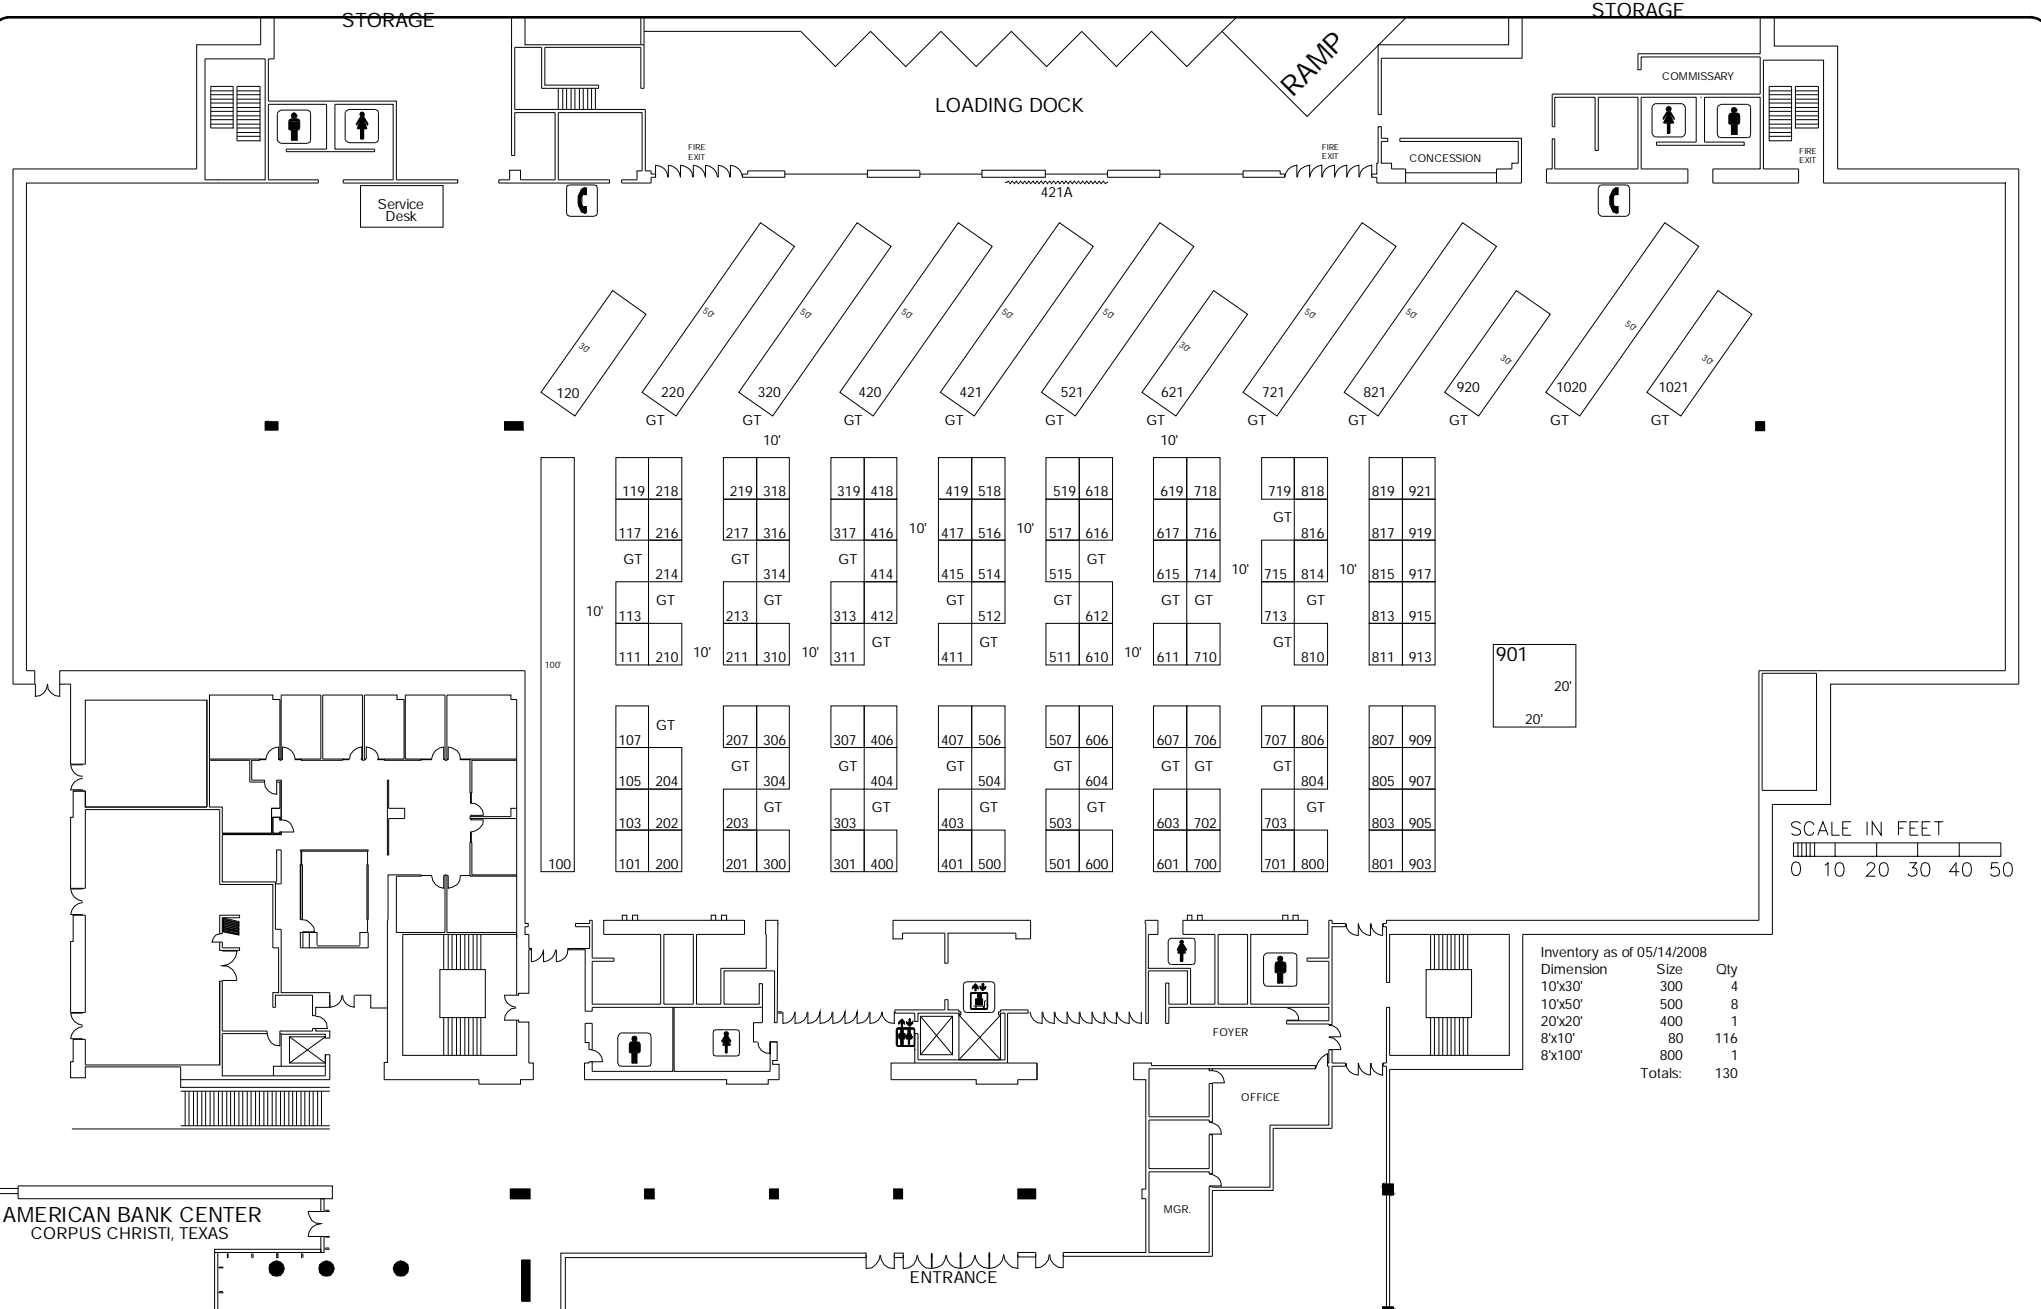 STORAGE
STORAGE
RAMP
COMMISSARY
LOADING DOCK
FIRE
EXIT
FIRE
EXIT
FIRE
EXIT
CONCESSION
421A
Service
Desk
30' 50' 50' 50' 50' 50' 30' 50' 50' 30' 50' 30'
120 220 320 420 421 521 621 721 821 920 1020 1021
GT GT GT GT GT GT GT GT GT GT GT
10' 10'
119 218 219 318 319 418 419 518 519 618 619 718 719 818 819 921
GT
10' 10'
117 216 217 316 317 416 417 516 517 616 617 716 816 817 919
GT GT GT GT
10' 10'
214 314 414 415 514 515 615 714 715 814 815 917
GT GT GT GT GT GT GT
10'
113 213 313 412 512 612 713 813 915
GT GT GT
10' 10' 10'
111 210 211 310 311 411 511 610 611 710 810 811 913
100'
901
20'
20'
GT
107 207 306 307 406 407 506 507 606 607 706 707 806 807 909
GT GT GT GT GT GT GT
105 204 304 404 504 604 804 805 907
GT GT GT GT GT
103 202 203 303 403 503 603 702 703 803 905
100 101 200 201 300 301 400 401 500 501 600 601 700 701 800 801 903
SCALE IN FEET
0 10 20 30 40 50
Inventory as of 05/14/2008
Dimension Size Qty
10'x30' 300 4
10'x50' 500 8
20'x20' 400 1
8'x10' 80 116
8'x100' 800 1
Totals: 130
FOYER
OFFICE
MGR.
AMERICAN BANK CENTER
CORPUS CHRISTI, TEXAS
ENTRANCE